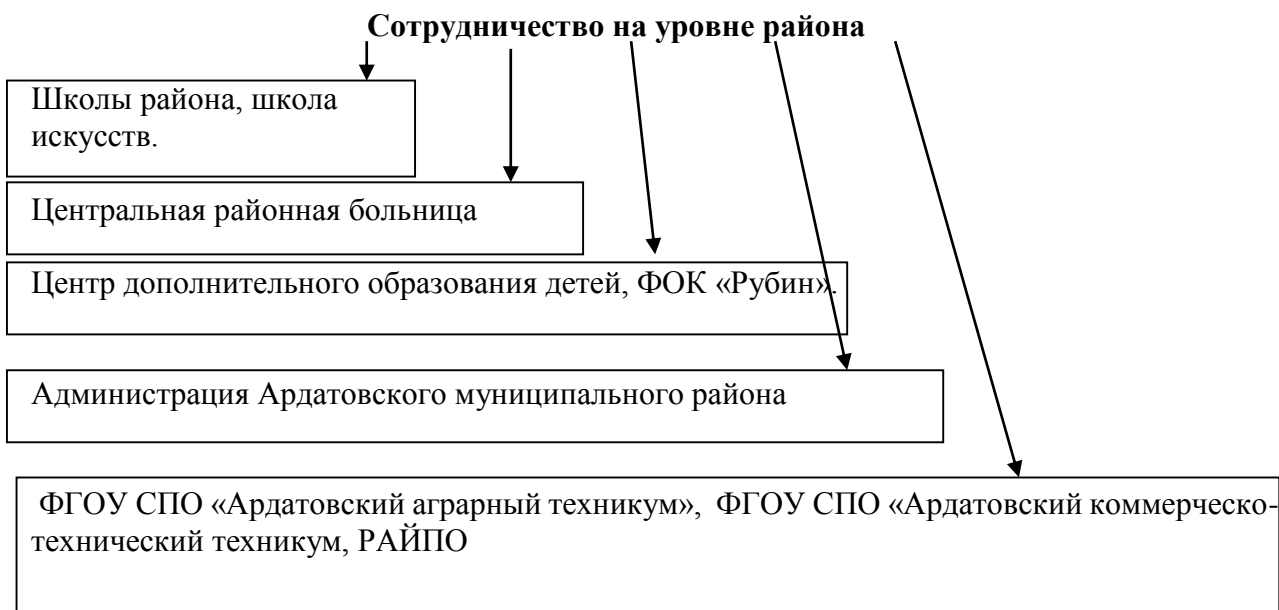 Сотрудничество на уровне района
Школы района, школа
искусств.
Центральная районная больница
Центр дополнительного образования детей, ФОК «Рубин».
Администрация Ардатовского муниципального района
ФГОУ СПО «Ардатовский аграрный техникум», ФГОУ СПО «Ардатовский коммерческо-
технический техникум, РАЙПО